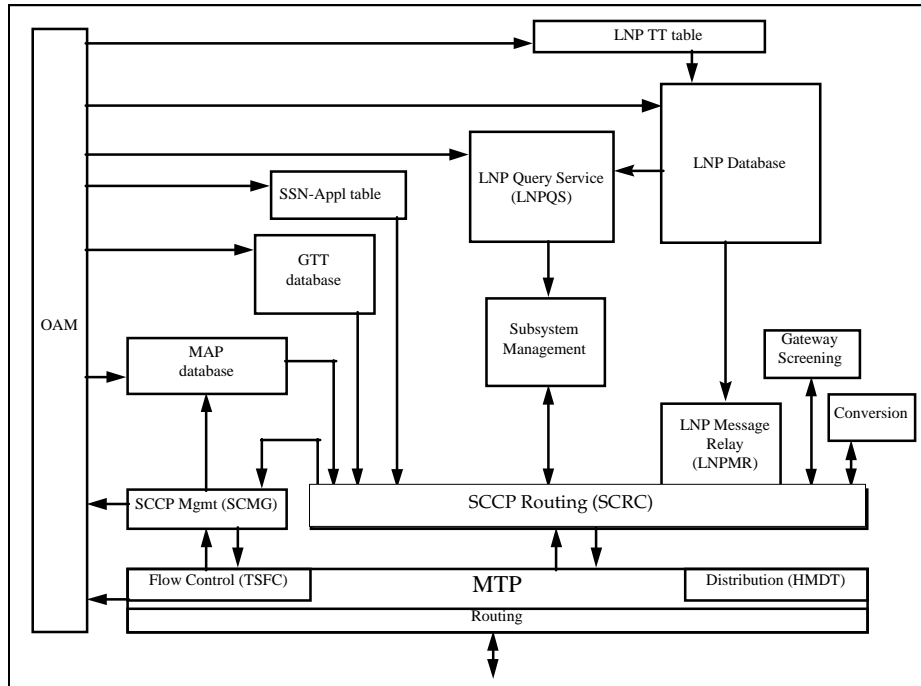 LNP TT table
LNP Database
LNP Query Service
(LNPQS)
SSN-Appl table
GTT
database
OAM
Subsystem
Management
MAP
database
Gateway
Screening
LNP Message
Relay
(LNPMR)
Conversion
SCCP Mgmt (SCMG)
SCCP Routing (SCRC)
Flow Control (TSFC)
MTP
Distribution (HMDT)
Routing